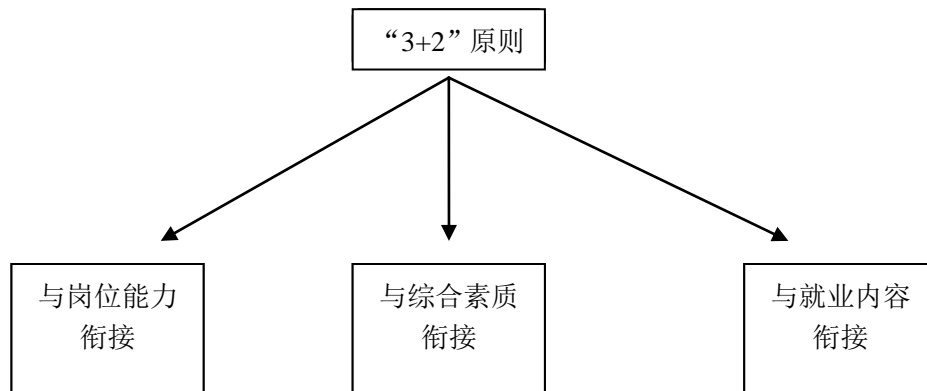 “3+2”原则
与岗位能力
衔接
与综合素质
衔接
与就业内容
衔接